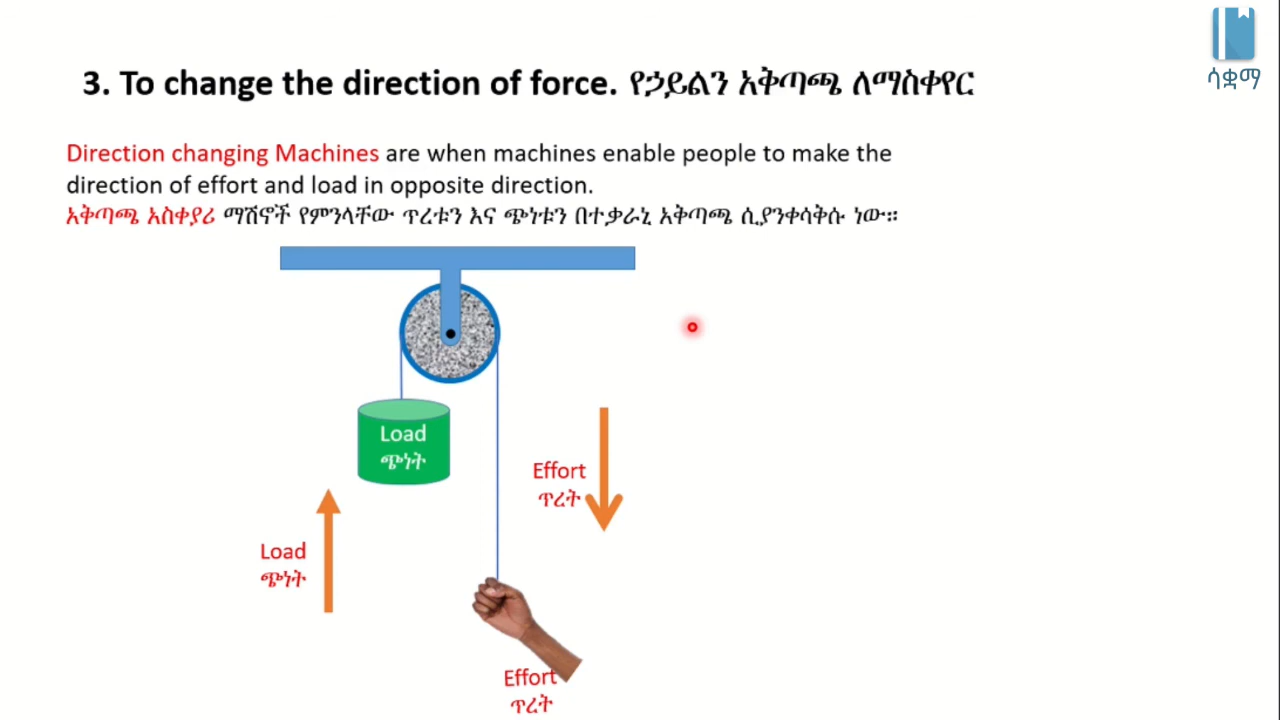 ሳቋማ
3. To change the direction of force. የኃይልን አቅጣጫ ለማስቀየር
Direction changing Machines are when machines enable people to make the
direction of effort and load in opposite direction.
አቅጣጫ አስቀያሪ ማሽኖች የምንላቸው ጥረቱን እና ጭነቱን በተቃራኒ አቅጣጫ ሲያንቀሳቅሱ ነው።
Load
ጭነት
Effort
ጥረት
Load
ጭነት
Effort
ጥረት